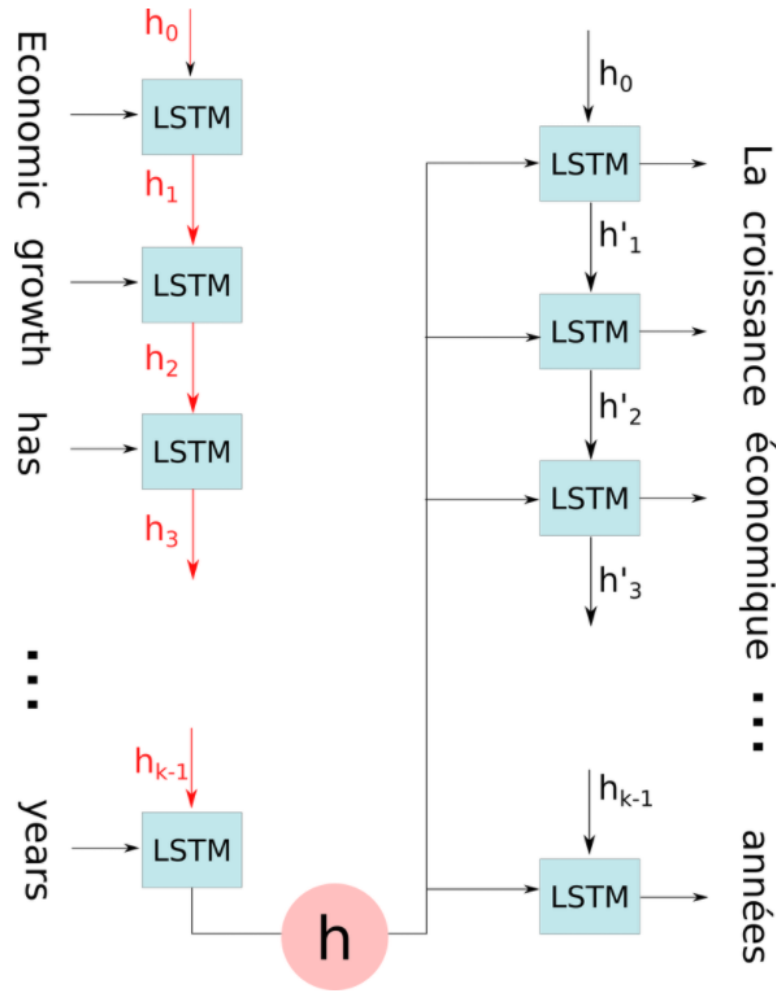 Economic growth has ... years
h0
LSTM
h1
LSTM
h2
LSTM
h3
hk-1
LSTM
h
h0
LSTM
h'1
LSTM
h'2
LSTM
h'3
hk-1
LSTM
La croissance économique ... années